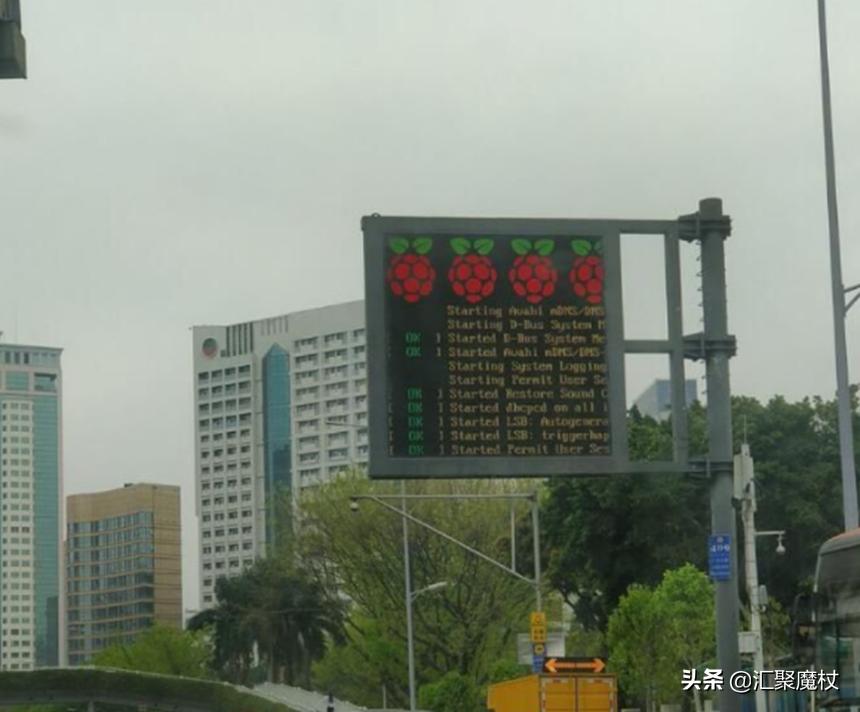 Starting Avahi mDNS/DNS
Starting D-Bus System M
OK ] Started D-Bus System Me
OK ] Started Avahi mDNS/DNS-
Starting System Logging
Starting Permit User Se
[ OK ] Started Restore Sound C
[ OK ] Started dhcpcd on all i
[ OK ] Started LSB: Autogenera
[ OK ] Started LSB: triggerhap
[ OK ] Started Permit User Ses
头条 @汇聚魔杖